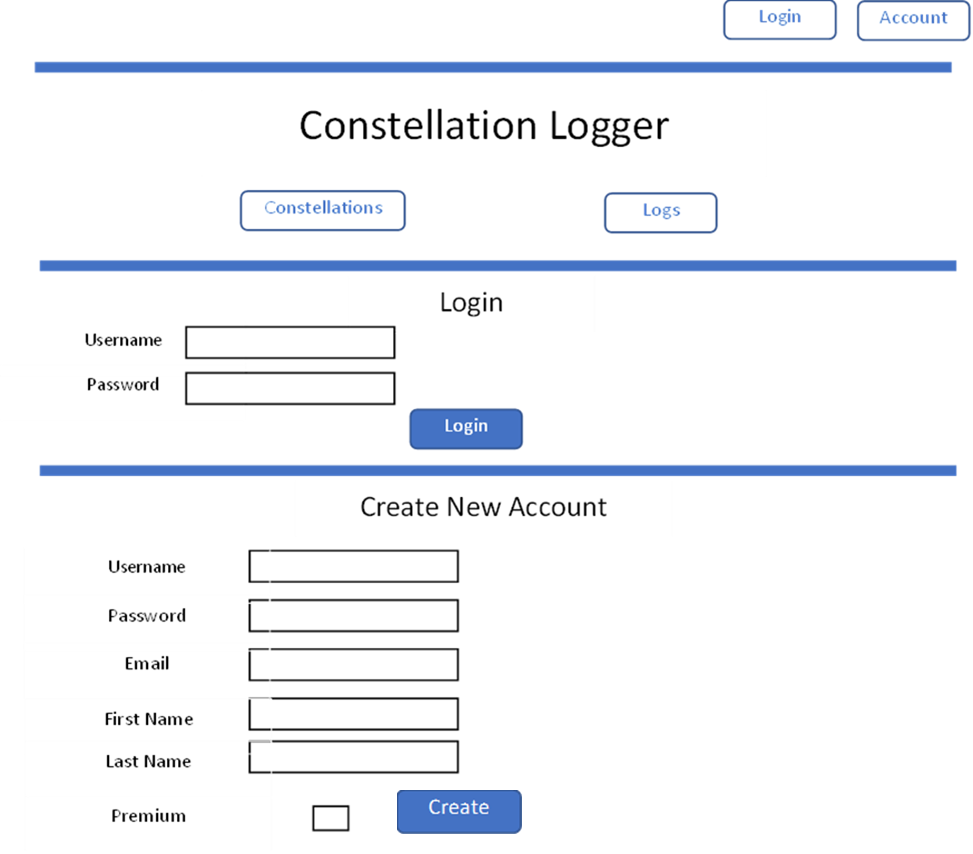 Login Account
Constellation Logger
Constellations Logs
Login
Username
Password
Login
Create New Account
Username
Password
Email
First Name
Last Name
Premium Create